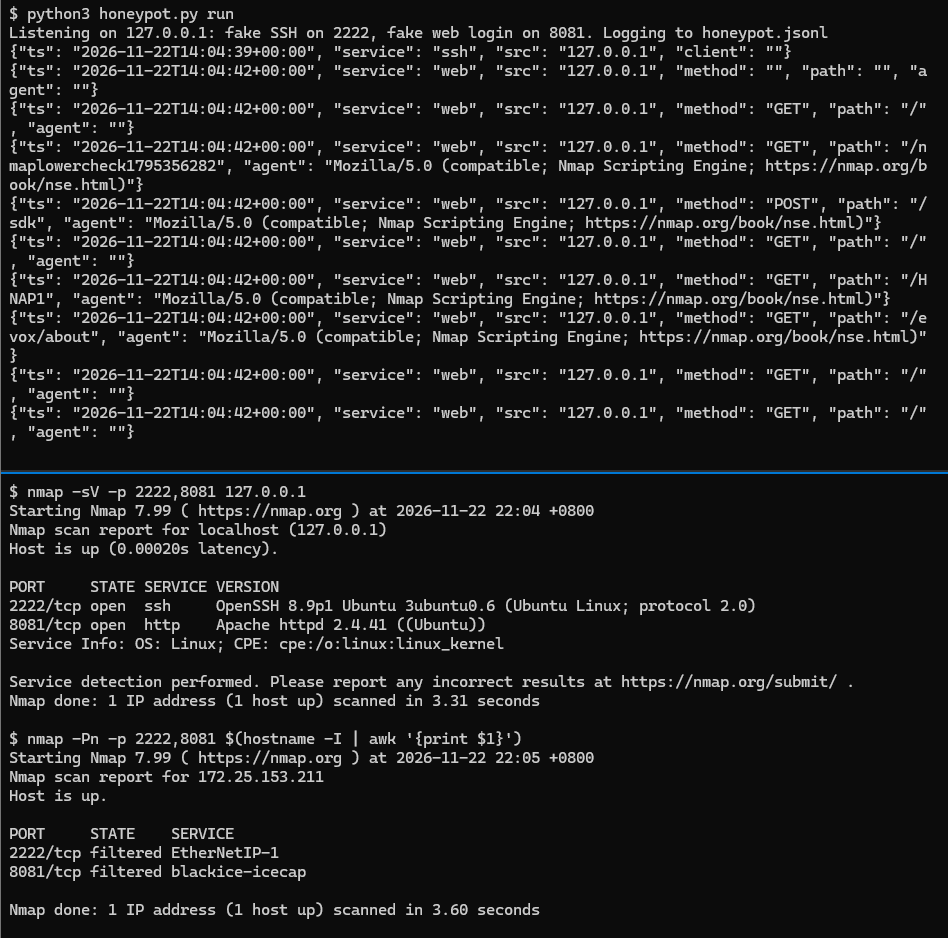 $ python3 honeypot.py run
Listening on 127.0.0.1: fake SSH on 2222, fake web login on 8081. Logging to honeypot.jsonl
{"ts": "2026-11-22T14:04:39+00:00", "service": "ssh", "src": "127.0.0.1", "client": ""}
{"ts": "2026-11-22T14:04:42+00:00", "service": "web", "src": "127.0.0.1", "method": "", "path": "", "a
gent": ""}
{"ts": "2026-11-22T14:04:42+00:00", "service": "web", "src": "127.0.0.1", "method": "GET", "path": "/"
, "agent": ""}
{"ts": "2026-11-22T14:04:42+00:00", "service": "web", "src": "127.0.0.1", "method": "GET", "path": "/n
maplowercheck1795356282", "agent": "Mozilla/5.0 (compatible; Nmap Scripting Engine; https://nmap.org/b
ook/nse.html)"}
{"ts": "2026-11-22T14:04:42+00:00", "service": "web", "src": "127.0.0.1", "method": "POST", "path": "/
sdk", "agent": "Mozilla/5.0 (compatible; Nmap Scripting Engine; https://nmap.org/book/nse.html)"}
{"ts": "2026-11-22T14:04:42+00:00", "service": "web", "src": "127.0.0.1", "method": "GET", "path": "/"
, "agent": ""}
{"ts": "2026-11-22T14:04:42+00:00", "service": "web", "src": "127.0.0.1", "method": "GET", "path": "/H
NAP1", "agent": "Mozilla/5.0 (compatible; Nmap Scripting Engine; https://nmap.org/book/nse.html)"}
{"ts": "2026-11-22T14:04:42+00:00", "service": "web", "src": "127.0.0.1", "method": "GET", "path": "/e
vox/about", "agent": "Mozilla/5.0 (compatible; Nmap Scripting Engine; https://nmap.org/book/nse.html)"
}
{"ts": "2026-11-22T14:04:42+00:00", "service": "web", "src": "127.0.0.1", "method": "GET", "path": "/"
, "agent": ""}
{"ts": "2026-11-22T14:04:42+00:00", "service": "web", "src": "127.0.0.1", "method": "GET", "path": "/"
, "agent": ""}
$ nmap -sV -p 2222,8081 127.0.0.1
Starting Nmap 7.99 ( https://nmap.org ) at 2026-11-22 22:04 +0800
Nmap scan report for localhost (127.0.0.1)
Host is up (0.00020s latency).
PORT     STATE SERVICE VERSION
2222/tcp open  ssh     OpenSSH 8.9p1 Ubuntu 3ubuntu0.6 (Ubuntu Linux; protocol 2.0)
8081/tcp open  http    Apache httpd 2.4.41 ((Ubuntu))
Service Info: OS: Linux; CPE: cpe:/o:linux:linux_kernel
Service detection performed. Please report any incorrect results at https://nmap.org/submit/ .
Nmap done: 1 IP address (1 host up) scanned in 3.31 seconds
$ nmap -Pn -p 2222,8081 $(hostname -I | awk '{print $1}')
Starting Nmap 7.99 ( https://nmap.org ) at 2026-11-22 22:05 +0800
Nmap scan report for 172.25.153.211
Host is up.
PORT     STATE    SERVICE
2222/tcp filtered EtherNetIP-1
8081/tcp filtered blackice-icecap
Nmap done: 1 IP address (1 host up) scanned in 3.60 seconds